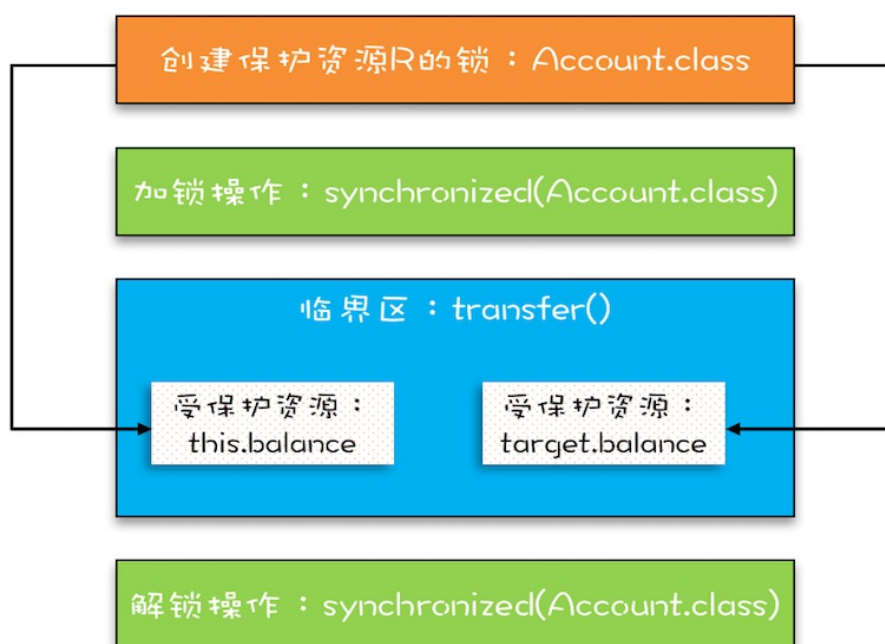 创建保护资源R的锁：Account.class
加锁操作：synchronized(Account.class)
临界区：transfer()
受保护资源：
this.balance
受保护资源：
target.balance
解锁操作：synchronized(Account.class)